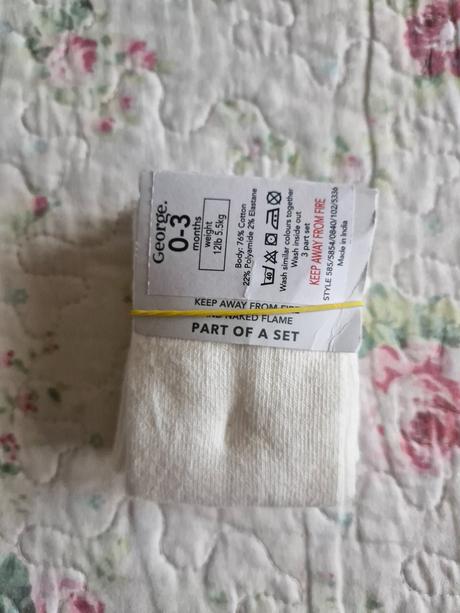 George.
0-3
months
weight
12lb 5.5kg
Body: 76% Cotton
22% Polyamide 2% Elastane
40
Wash similar colours together
Wash inside out
3 part set
KEEP AWAY FROM FIRE
STYLE 585/5854/0840/102/5336
Made in India
KEEP AWAY FROM FIRE
AND NAKED FLAME
PART OF A SET